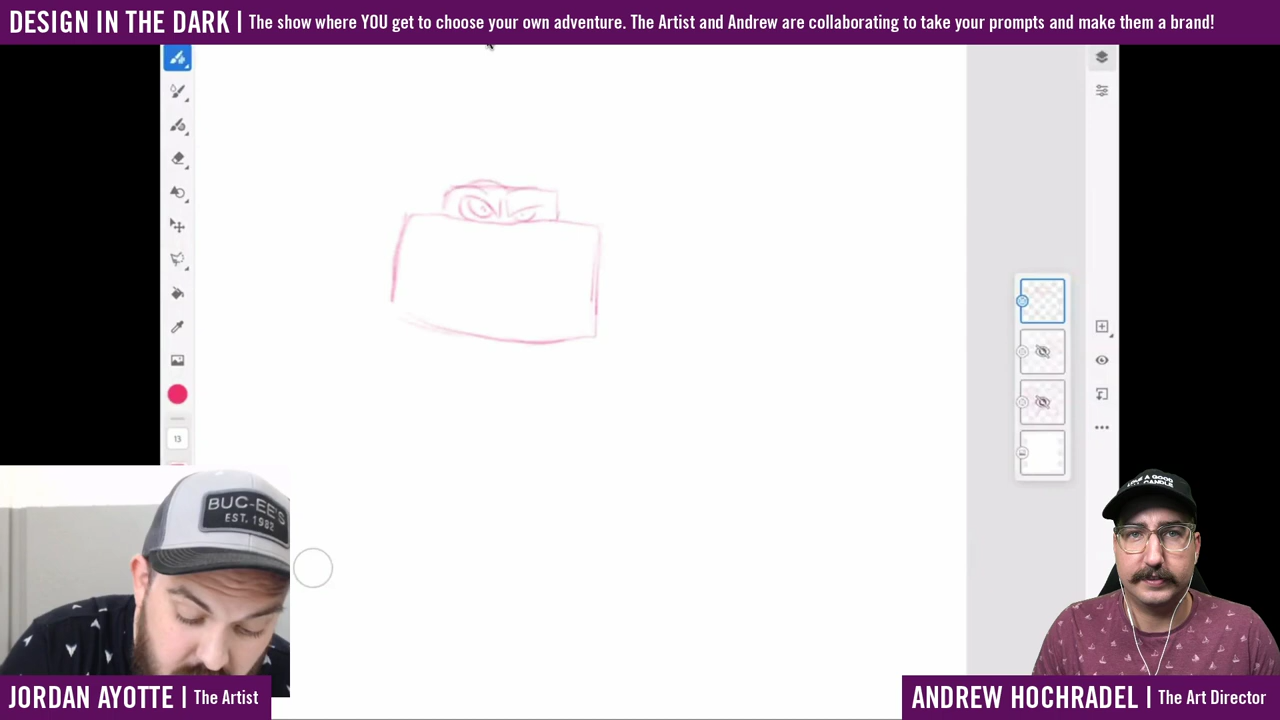 DESIGN IN THE DARK | The show where YOU get to choose your own adventure. The Artist and Andrew are collaborating to take your prompts and make them a brand!
13
BUC-EE'S
EST. 1982
A GOOD
CANDLE
JORDAN AYOTTE | The Artist
ANDREW HOCHRADEL | The Art Director